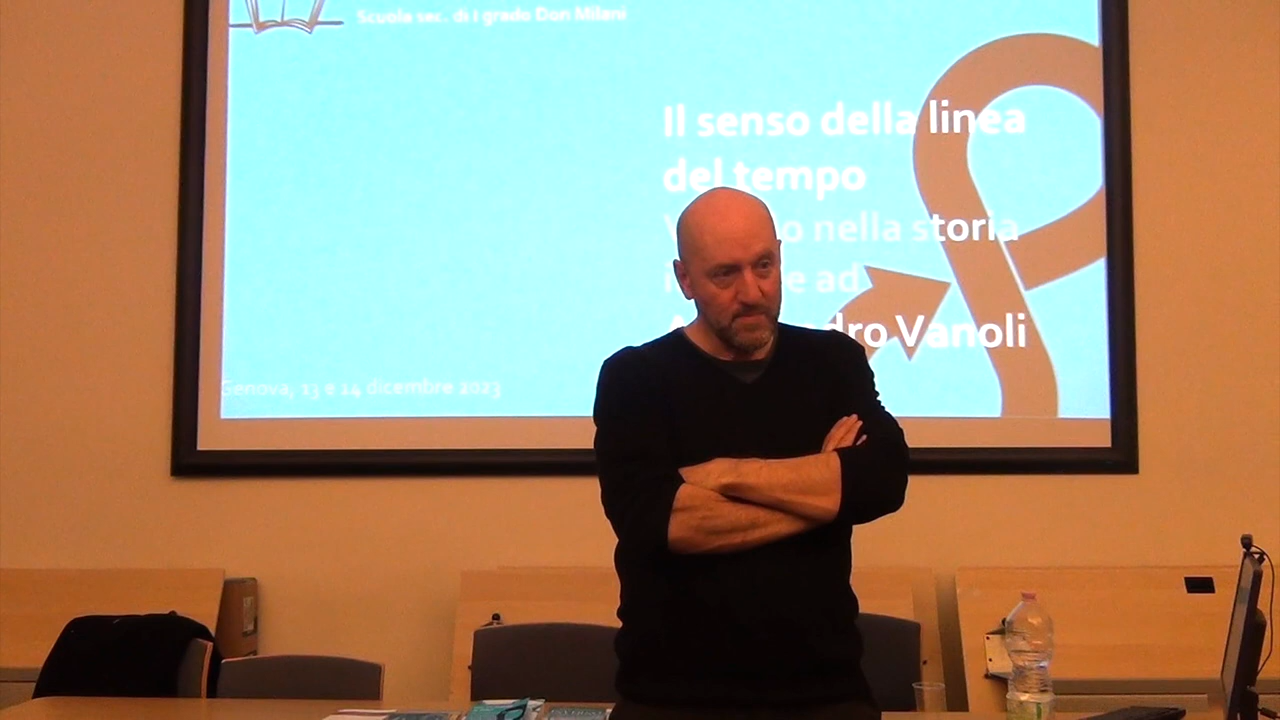 Scuola sec. di I grado Don Milani
Il senso della linea
del tempo
nella storia
ad
Vanoli
Genova, 13 e 14 dicembre 2023